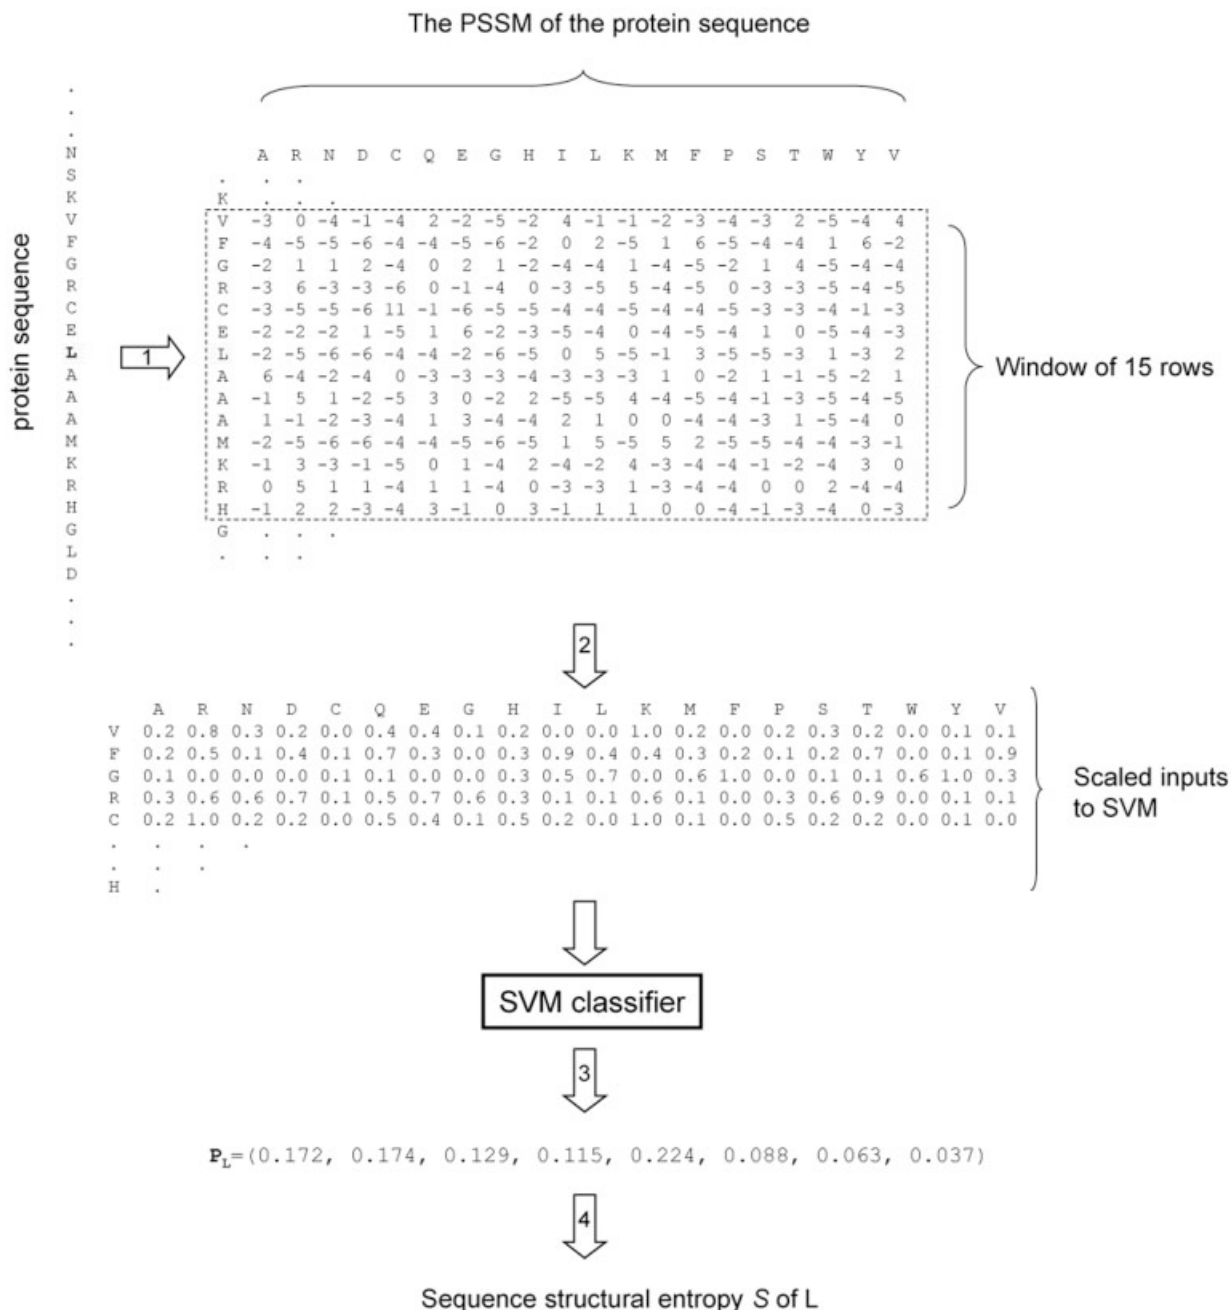 The PSSM of the protein sequence
protein sequence
.
.
.
N
S
K
V
F
G
R
C
E
L
A
A
A
M
K
R
H
G
L
D
.
.
.
1
A R N D C Q E G H I L K M F P S T W Y V
. . .
K . . .
V -3 0 -4 -1 -4 2 -2 -5 -2 4 -1 -1 -2 -3 -4 -3 2 -5 -4 4
F -4 -5 -5 -6 -4 -4 -5 -6 -2 0 2 -5 1 6 -5 -4 -4 1 6 -2
G -2 1 1 2 -4 0 2 1 -2 -4 -4 1 -4 -5 -2 1 4 -5 -4 -4
R -3 6 -3 -3 -6 0 -1 -4 0 -3 -5 5 -4 -5 0 -3 -3 -5 -4 -5
C -3 -5 -5 -6 11 -1 -6 -5 -5 -4 -4 -5 -4 -4 -5 -3 -3 -4 -1 -3
E -2 -2 -2 1 -5 1 6 -2 -3 -5 -4 0 -4 -5 -4 1 0 -5 -4 -3
L -2 -5 -6 -6 -4 -4 -2 -6 -5 0 5 -5 -1 3 -5 -5 -3 1 -3 2
A 6 -4 -2 -4 0 -3 -3 -3 -4 -3 -3 -3 1 0 -2 1 -1 -5 -2 1
A -1 5 1 -2 -5 3 0 -2 2 -5 -5 4 -4 -5 -4 -1 -3 -5 -4 -5
A 1 -1 -2 -3 -4 1 3 -4 -4 2 1 0 0 -4 -4 -3 1 -5 -4 0
M -2 -5 -6 -6 -4 -4 -5 -6 -5 1 5 -5 5 2 -5 -5 -4 -4 -3 -1
K -1 3 -3 -1 -5 0 1 -4 2 -4 -2 4 -3 -4 -4 -1 -2 -4 3 0
R 0 5 1 1 -4 1 1 -4 0 -3 -3 1 -3 -4 -4 0 0 2 -4 -4
H -1 2 2 -3 -4 3 -1 0 3 -1 1 1 0 0 -4 -1 -3 -4 0 -3
G . . .
. . .
Window of 15 rows
2
A R N D C Q E G H I L K M F P S T W Y V
V 0.2 0.8 0.3 0.2 0.0 0.4 0.4 0.1 0.2 0.0 0.0 1.0 0.2 0.0 0.2 0.3 0.2 0.0 0.1 0.1
F 0.2 0.5 0.1 0.4 0.1 0.7 0.3 0.0 0.3 0.9 0.4 0.4 0.3 0.2 0.1 0.2 0.7 0.0 0.1 0.9
G 0.1 0.0 0.0 0.0 0.1 0.1 0.0 0.0 0.3 0.5 0.7 0.0 0.6 1.0 0.0 0.1 0.1 0.6 1.0 0.3
R 0.3 0.6 0.6 0.7 0.1 0.5 0.7 0.6 0.3 0.1 0.1 0.6 0.1 0.0 0.3 0.6 0.9 0.0 0.1 0.1
C 0.2 1.0 0.2 0.2 0.0 0.5 0.4 0.1 0.5 0.2 0.0 1.0 0.1 0.0 0.5 0.2 0.2 0.0 0.1 0.0
. . . .
. . .
H .
Scaled inputs
to SVM
SVM classifier
3
P_L=(0.172, 0.174, 0.129, 0.115, 0.224, 0.088, 0.063, 0.037)
4
Sequence structural entropy S of L